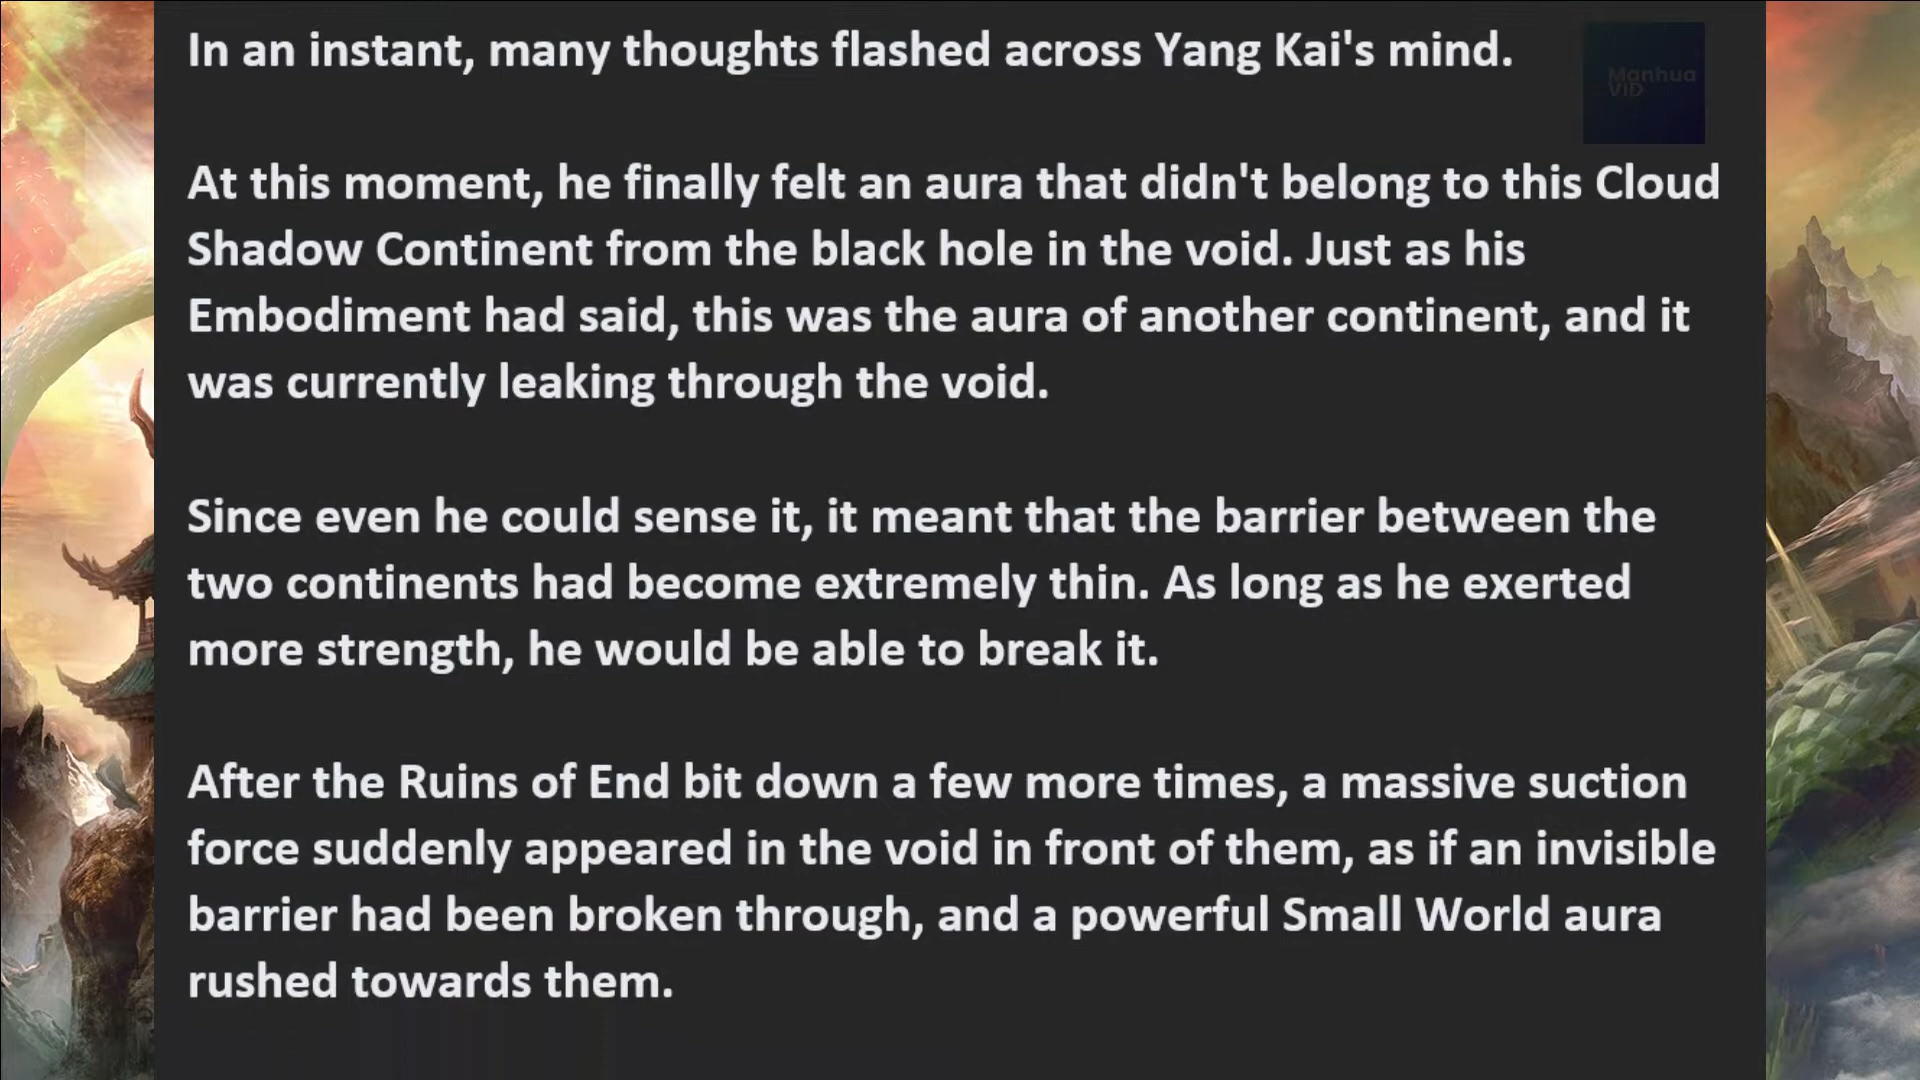 In an instant, many thoughts flashed across Yang Kai's mind.
Manhua
VID
At this moment, he finally felt an aura that didn't belong to this Cloud
Shadow Continent from the black hole in the void. Just as his
Embodiment had said, this was the aura of another continent, and it
was currently leaking through the void.
Since even he could sense it, it meant that the barrier between the
two continents had become extremely thin. As long as he exerted
more strength, he would be able to break it.
After the Ruins of End bit down a few more times, a massive suction
force suddenly appeared in the void in front of them, as if an invisible
barrier had been broken through, and a powerful Small World aura
rushed towards them.